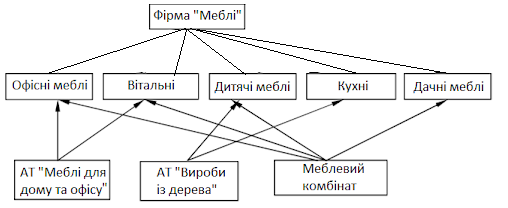 Фірма "Меблі"
Офісні меблі
Вітальні
Дитячі меблі
Кухні
Дачні меблі
АТ "Меблі для
дому та офісу"
АТ "Вироби
із дерева"
Меблевий
комбінат